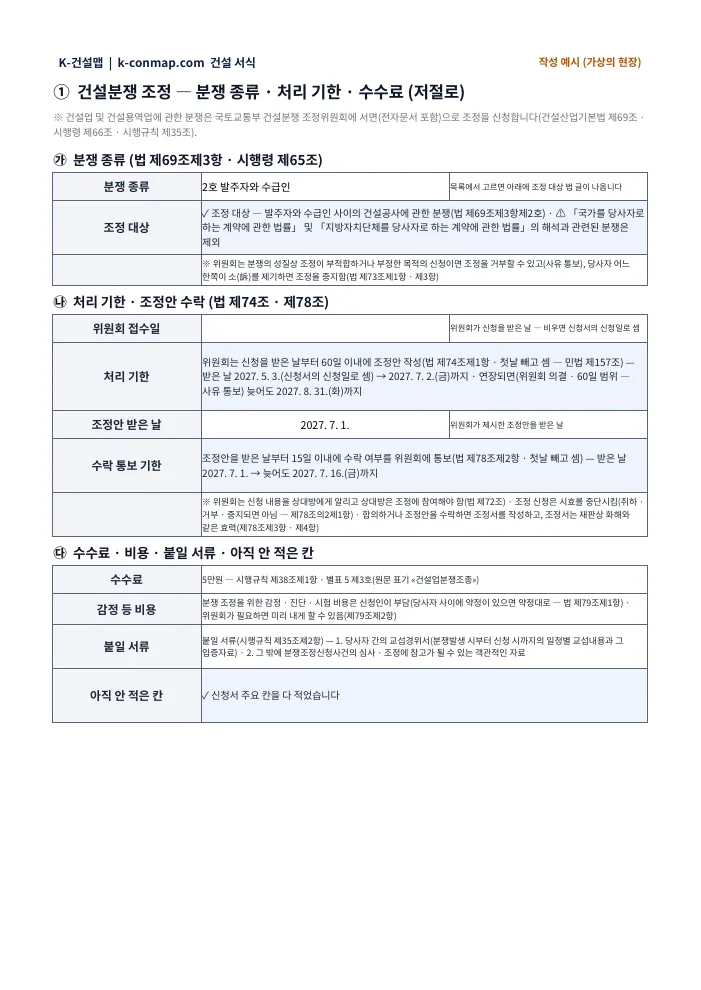 K-건설맵 | k-conmap.com 건설 서식
작성 예시 (가상의 현장)
① 건설분쟁 조정 — 분쟁 종류 · 처리 기한 · 수수료 (저절로)
※ 건설업 및 건설용역업에 관한 분쟁은 국토교통부 건설분쟁 조정위원회에 서면(전자문서 포함)으로 조정을 신청합니다(건설산업기본법 제69조 ·
시행령 제66조 · 시행규칙 제35조).
㉮ 분쟁 종류 (법 제69조제3항 · 시행령 제65조)
분쟁 종류
2호 발주자와 수급인
목록에서 고르면 아래에 조정 대상 법 글이 나옵니다
조정 대상
✓ 조정 대상 — 발주자와 수급인 사이의 건설공사에 관한 분쟁(법 제69조제3항제2호) · ⚠ 「국가를 당사자로
하는 계약에 관한 법률」 및 「지방자치단체를 당사자로 하는 계약에 관한 법률」의 해석과 관련된 분쟁은
제외
※ 위원회는 분쟁의 성질상 조정이 부적합하거나 부정한 목적의 신청이면 조정을 거부할 수 있고(사유 통보), 당사자 어느
한쪽이 소(訴)를 제기하면 조정을 중지함(법 제73조제1항 · 제3항)
㉯ 처리 기한 · 조정안 수락 (법 제74조 · 제78조)
위원회 접수일
위원회가 신청을 받은 날 — 비우면 신청서의 신청일로 셈
처리 기한
위원회는 신청을 받은 날부터 60일 이내에 조정안 작성(법 제74조제1항 · 첫날 빼고 셈 — 민법 제157조) —
받은 날 2027. 5. 3.(신청서의 신청일로 셈) → 2027. 7. 2.(금)까지 · 연장되면(위원회 의결 · 60일 범위 —
사유 통보) 늦어도 2027. 8. 31.(화)까지
조정안 받은 날
2027. 7. 1.
위원회가 제시한 조정안을 받은 날
수락 통보 기한
조정안을 받은 날부터 15일 이내에 수락 여부를 위원회에 통보(법 제78조제2항 · 첫날 빼고 셈) — 받은 날
2027. 7. 1. → 늦어도 2027. 7. 16.(금)까지
※ 위원회는 신청 내용을 상대방에게 알리고 상대방은 조정에 참여해야 함(법 제72조) · 조정 신청은 시효를 중단시킴(취하 ·
거부 · 중지되면 아님 — 제78조의2제1항) · 합의하거나 조정안을 수락하면 조정서를 작성하고, 조정서는 재판상 화해와
같은 효력(제78조제3항 · 제4항)
㉰ 수수료 · 비용 · 붙일 서류 · 아직 안 적은 칸
수수료
5만원 — 시행규칙 제38조제1항 · 별표 5 제3호(원문 표기 «건설업분쟁조종»)
감정 등 비용
분쟁 조정을 위한 감정 · 진단 · 시험 비용은 신청인이 부담(당사자 사이에 약정이 있으면 약정대로 — 법 제79조제1항) ·
위원회가 필요하면 미리 내게 할 수 있음(제79조제2항)
붙일 서류
붙일 서류(시행규칙 제35조제2항) — 1. 당사자 간의 교섭경위서(분쟁발생 시부터 신청 시까지의 일정별 교섭내용과 그
입증자료) · 2. 그 밖에 분쟁조정신청사건의 심사 · 조정에 참고가 될 수 있는 객관적인 자료
아직 안 적은 칸
✓ 신청서 주요 칸을 다 적었습니다